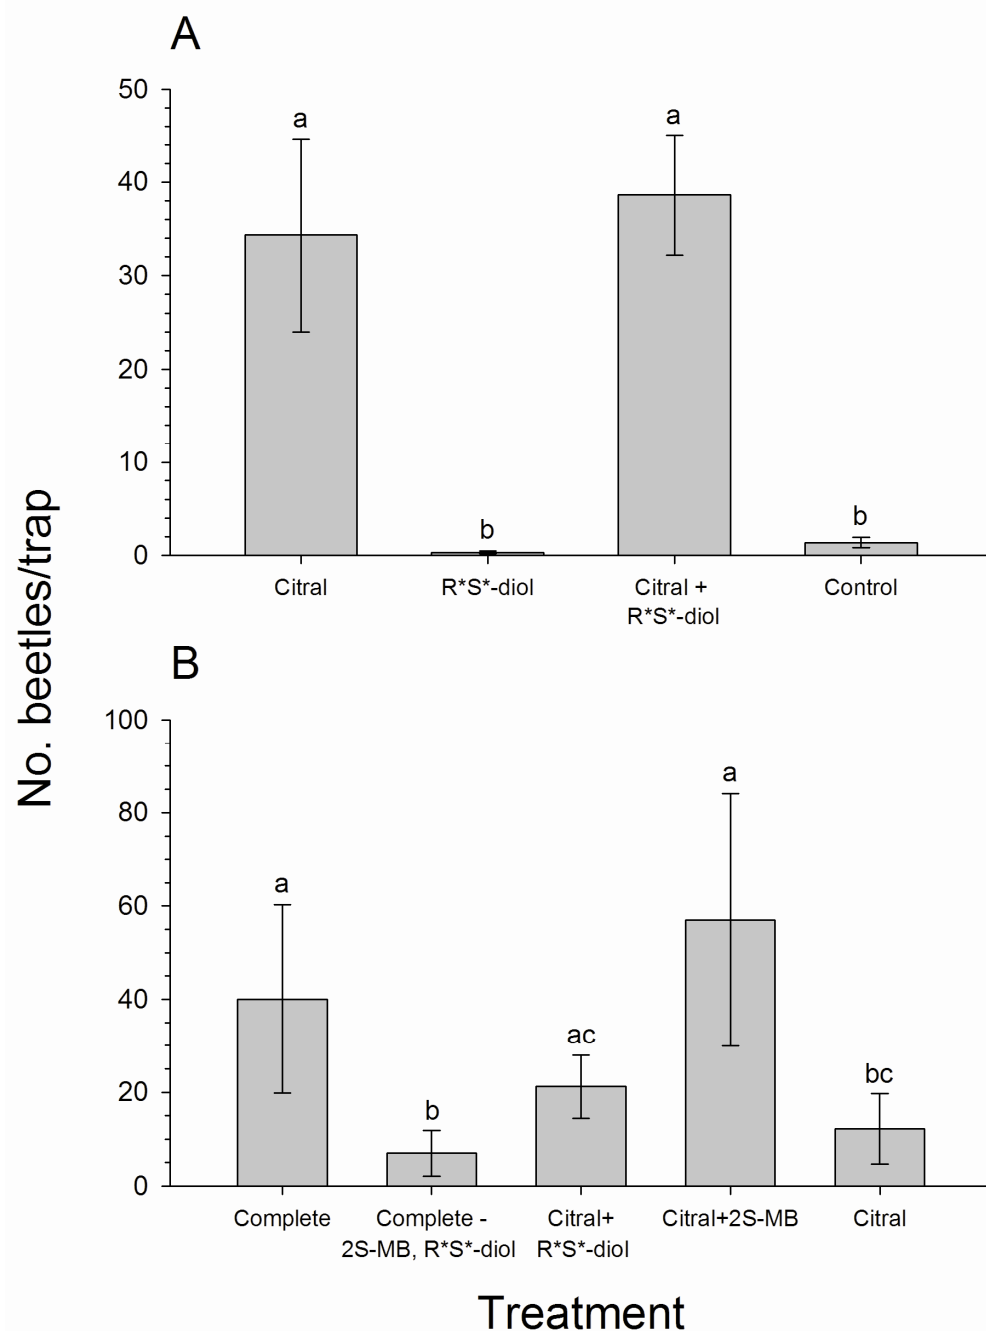 A
50
40
30
20
10
0
a
b
a
b
Citral
R*S*-diol
Citral +
R*S*-diol
Control
No. beetles/trap
B
100
80
60
40
20
0
a
b
ac
a
bc
Complete
Complete -
2S-MB, R*S*-diol
Citral+
R*S*-diol
Citral+2S-MB
Citral
Treatment